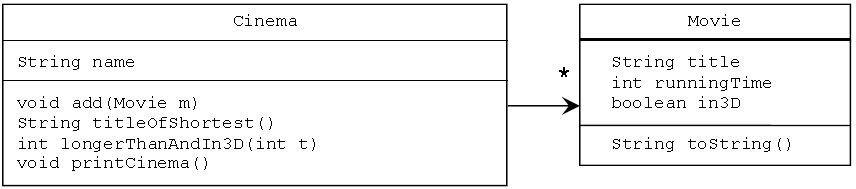 Cinema
String name
void add(Movie m)
String titleOfShortest()
int longerThanAndIn3D(int t)
void printCinema()
*
Movie
String title
int runningTime
boolean in3D
String toString()